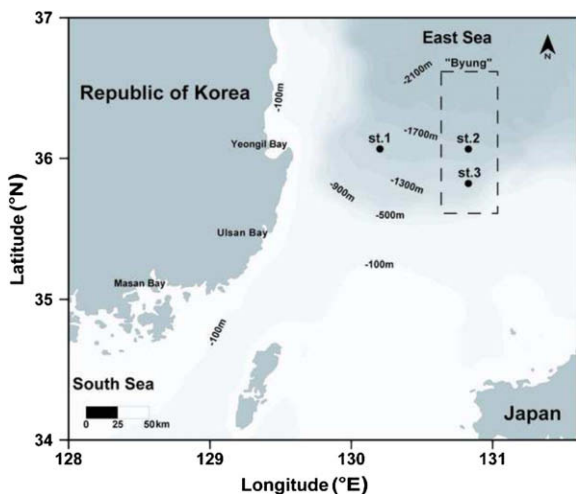 37
36
35
34
Latitude (°N)
East Sea
N
"Byung"
-2100m
Republic of Korea
-100m
Yeongil Bay
st.1
-1700m
st.2
st.3
-1300m
-900m
-500m
Ulsan Bay
-100m
Masan Bay
-100m
South Sea
0 25 50km
Japan
128 129 130 131
Longitude (°E)